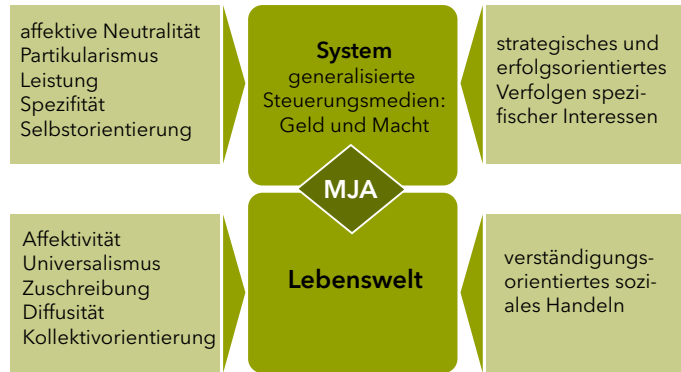 affektive Neutralität
Partikularismus
Leistung
Spezifität
Selbstorientierung
System
generalisierte
Steuerungsmedien:
Geld und Macht
strategisches und
erfolgsorientiertes
Verfolgen spezi-
fischer Interessen
MJA
Affektivität
Universalismus
Zuschreibung
Diffusität
Kollektivorientierung
Lebenswelt
verständigungs-
orientiertes sozi-
ales Handeln